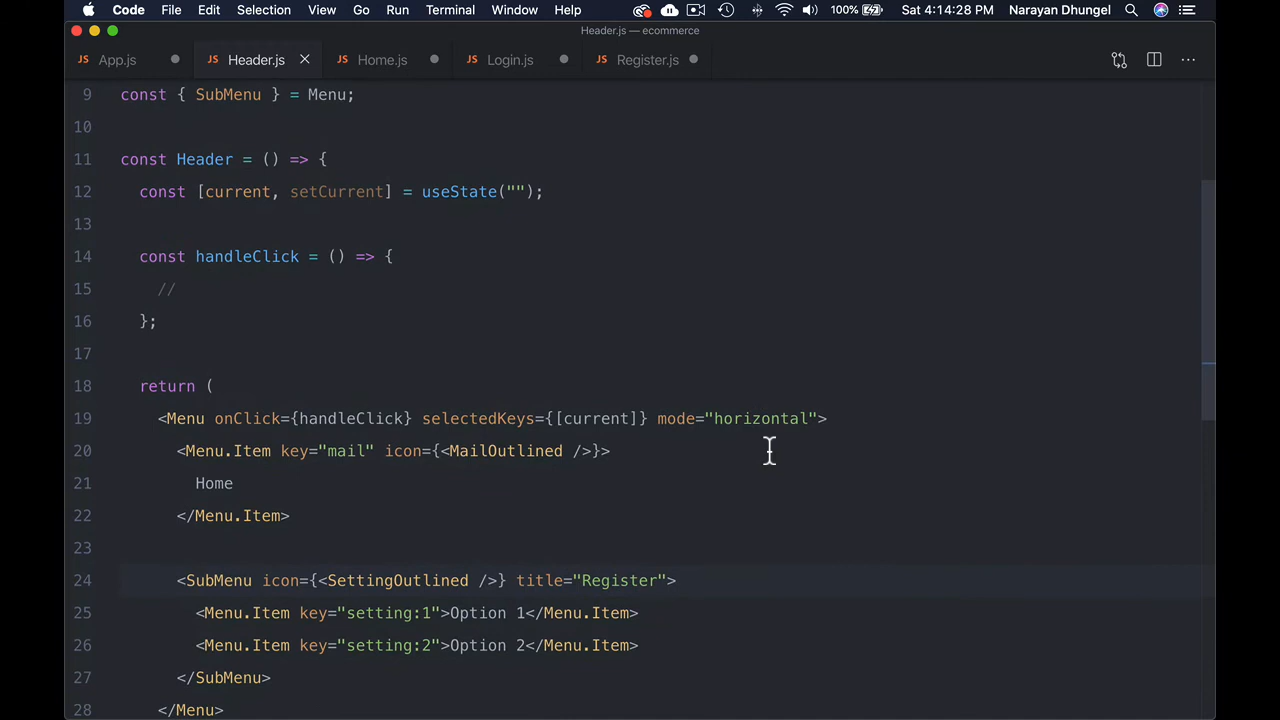 Code File Edit Selection View Go Run Terminal Window Help 100% Sat 4:14:28 PM Narayan Dhungel
Header.js — ecommerce
JS App.js JS Header.js JS Home.js JS Login.js JS Register.js
9 const { SubMenu } = Menu;
10
11 const Header = () => {
12 const [current, setCurrent] = useState("");
13
14 const handleClick = () => {
15 //
16 };
17
18 return (
19 <Menu onClick={handleClick} selectedKeys={[current]} mode="horizontal">
20 <Menu.Item key="mail" icon={<MailOutlined />}>
21 Home
22 </Menu.Item>
23
24 <SubMenu icon={<SettingOutlined />} title="Register">
25 <Menu.Item key="setting:1">Option 1</Menu.Item>
26 <Menu.Item key="setting:2">Option 2</Menu.Item>
27 </SubMenu>
28 </Menu>